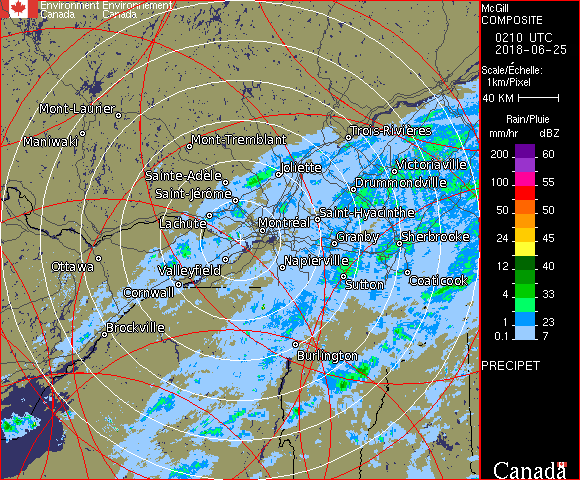 Environment Environnement
Canada Canada
McGill
COMPOSITE
0210 UTC
2018-06-25
Scale/Échelle:
1km/Pixel
40 KM
Rain/Pluie
mm/hr dBZ
200 60
100 55
50 50
24 45
12 40
4 33
1 23
0.1 7
PRECIPET
Canada
Mont-Laurier
Maniwaki
Mont-Tremblant
Trois-Rivières
Joliette
Victoriaville
Sainte-Adèle
Drummondville
Saint-Jérôme
Lachute
Saint-Hyacinthe
Montréal
Granby
Sherbrooke
Ottawa
Valleyfield
Napierville
Cornwall
Sutton
Coaticook
Brockville
Burlington